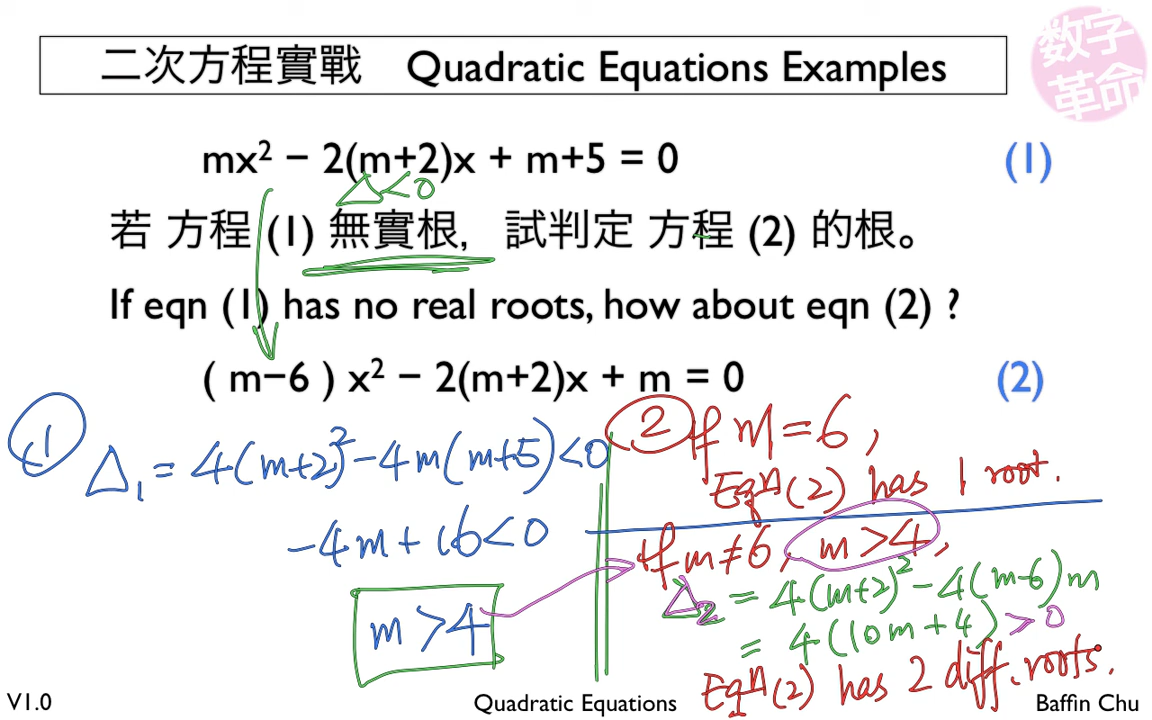 二次方程實戰 Quadratic Equations Examples
数字
革命
mx² − 2(m+2)x + m+5 = 0 (1)
Δ<0
若 方程 (1) 無實根, 試判定 方程 (2) 的根。
If eqn (1) has no real roots, how about eqn (2) ?
( m−6 ) x² − 2(m+2)x + m = 0 (2)
① Δ₁ = 4(m+2)² − 4m(m+5) < 0
−4m + 16 < 0
m > 4
② If m = 6,
Eqn(2) has 1 root.
If m ≠ 6, m > 4,
Δ₂ = 4(m+2)² − 4(m−6)m
= 4(10m + 4) > 0
Eqn(2) has 2 diff. roots.
V1.0 Quadratic Equations Baffin Chu